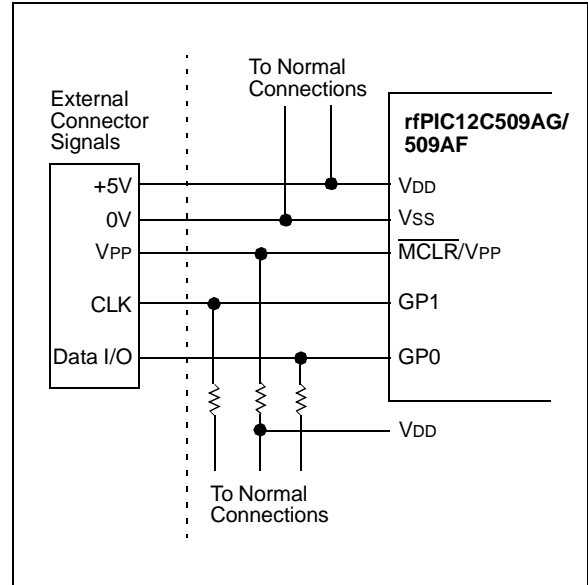 To Normal
Connections
External
Connector
Signals
rfPIC12C509AG/
509AF
+5V
0V
VPP
CLK
Data I/O
VDD
VSS
MCLR/VPP
GP1
GP0
VDD
To Normal
Connections